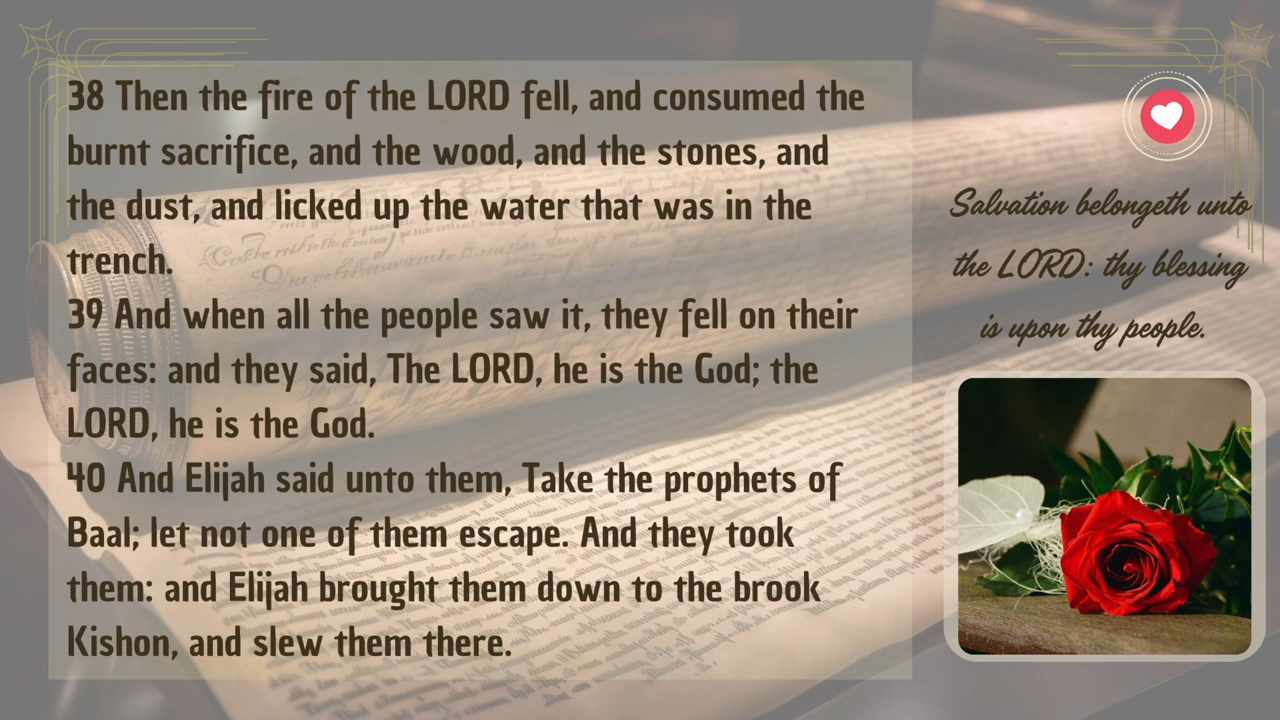 38 Then the fire of the LORD fell, and consumed the
burnt sacrifice, and the wood, and the stones, and
the dust, and licked up the water that was in the
trench.
39 And when all the people saw it, they fell on their
faces: and they said, The LORD, he is the God; the
LORD, he is the God.
40 And Elijah said unto them, Take the prophets of
Baal; let not one of them escape. And they took
them: and Elijah brought them down to the brook
Kishon, and slew them there.
Salvation belongeth unto
the LORD: thy blessing
is upon thy people.